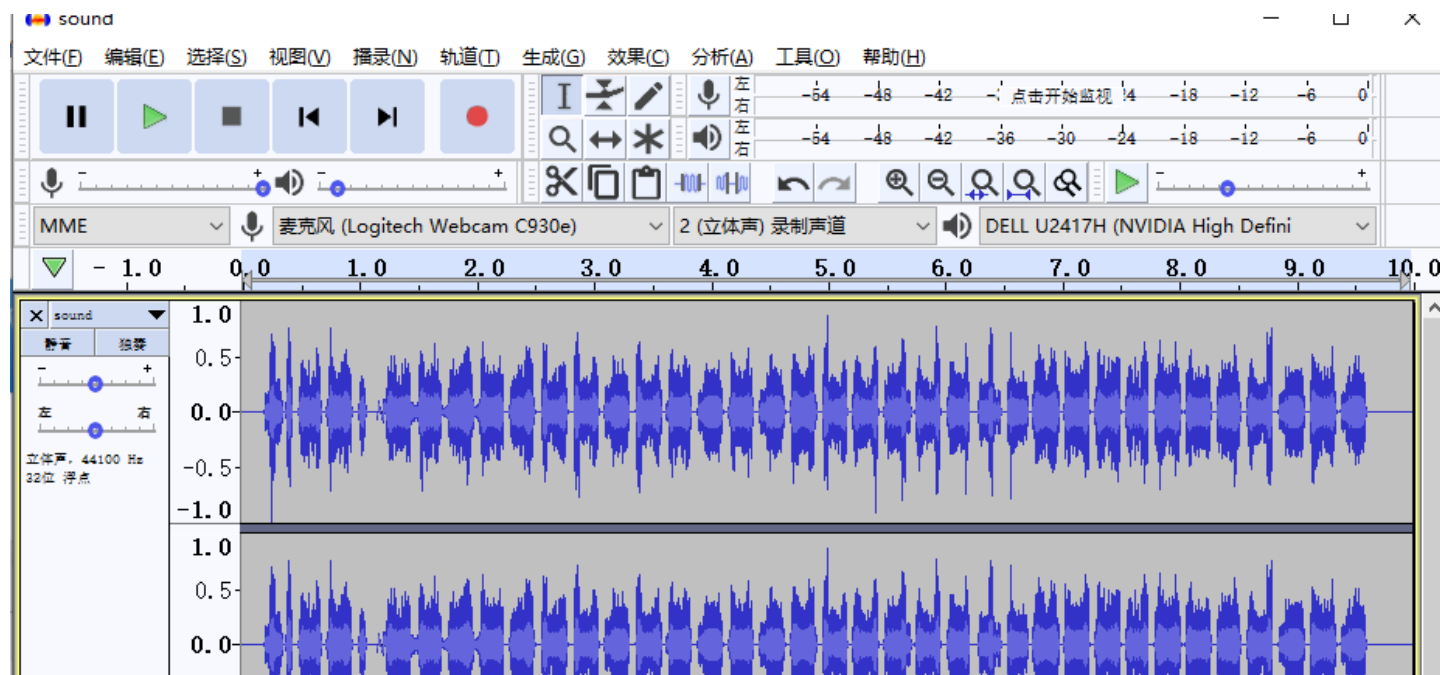 sound
文件(F) 编辑(E) 选择(S) 视图(V) 播录(N) 轨道(T) 生成(G) 效果(C) 分析(A) 工具(O) 帮助(H)
左 右 -54 -48 -42 - 点击开始监视 4 -18 -12 -6 0
左 右 -54 -48 -42 -36 -30 -24 -18 -12 -6 0
- + - + - +
MME 麦克风 (Logitech Webcam C930e) 2 (立体声) 录制声道 DELL U2417H (NVIDIA High Defini
- 1.0 0.0 1.0 2.0 3.0 4.0 5.0 6.0 7.0 8.0 9.0 10.0
sound 1.0
静音 独奏
0.5
- +
左 右 0.0
立体声, 44100 Hz -0.5
32位 浮点
-1.0
1.0
0.5
0.0